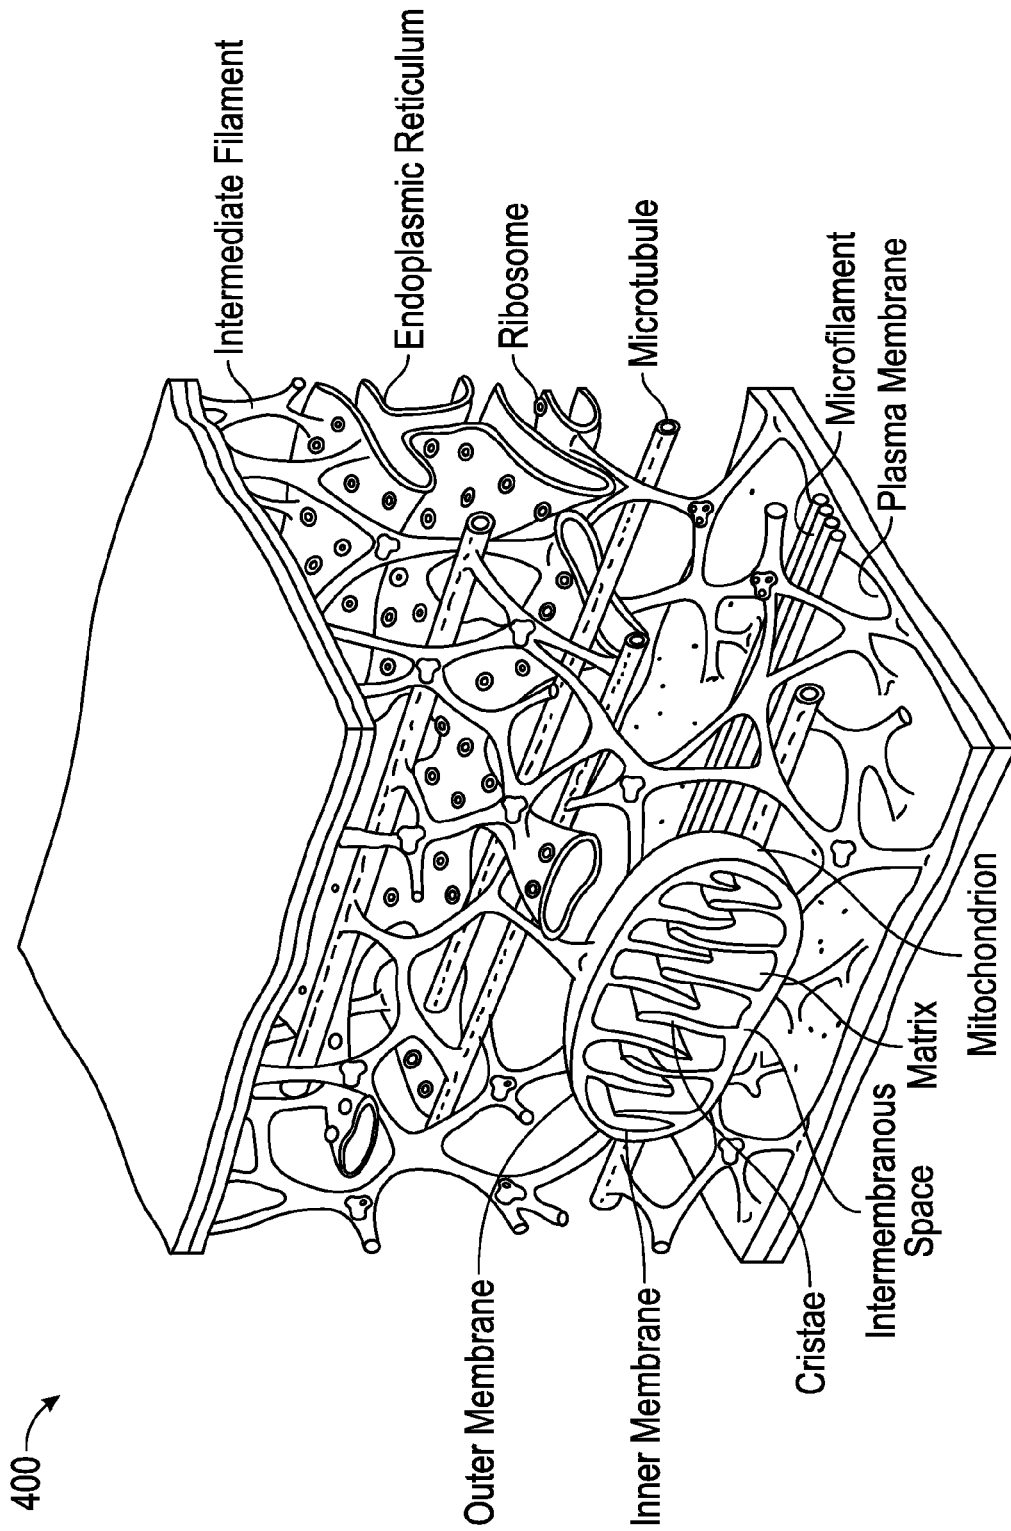 400
Intermediate Filament
Endoplasmic Reticulum
Ribosome
Microtubule
Microfilament
Plasma Membrane
Outer Membrane
Inner Membrane
Cristae
Intermembranous
Space
Matrix
Mitochondrion